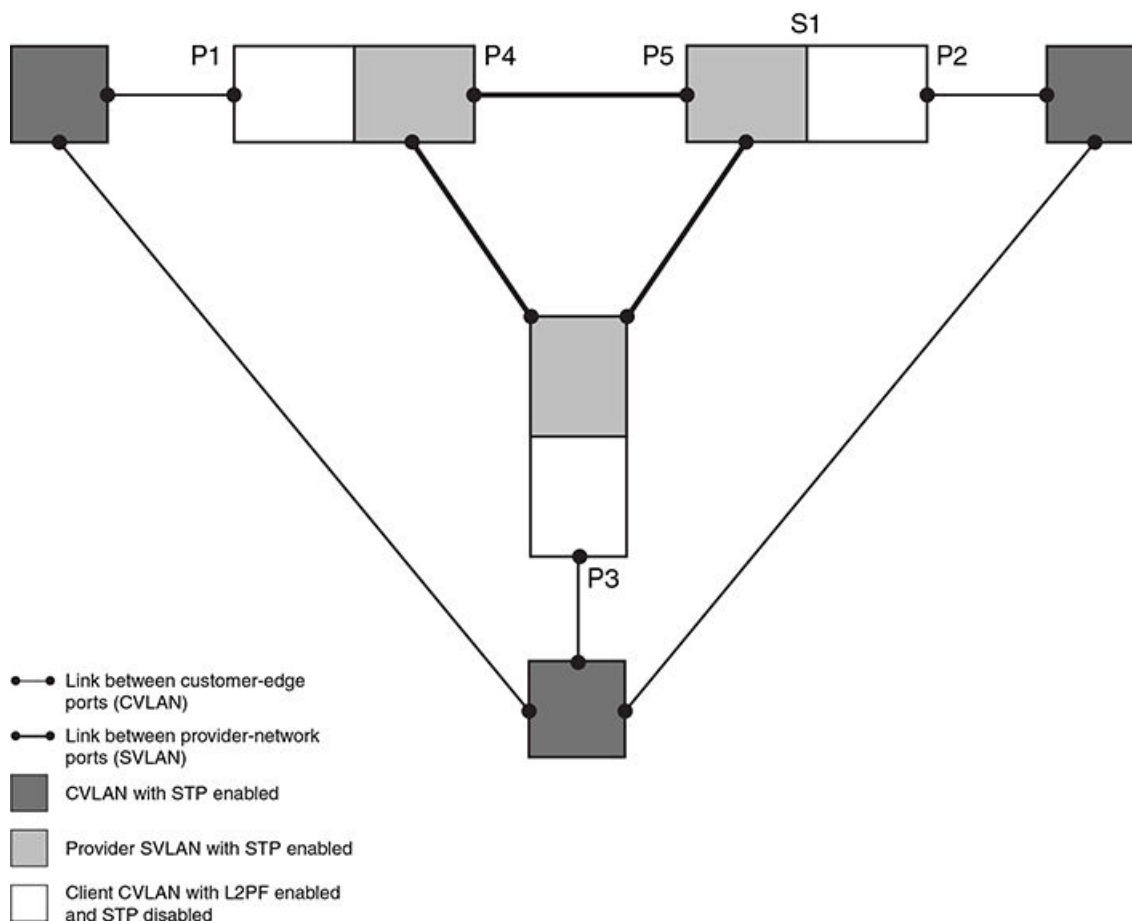 S1
P1
P4
P5
P2
P3
Link between customer-edge
ports (CVLAN)
Link between provider-network
ports (SVLAN)
CVLAN with STP enabled
Provider SVLAN with STP enabled
Client CVLAN with L2PF enabled
and STP disabled